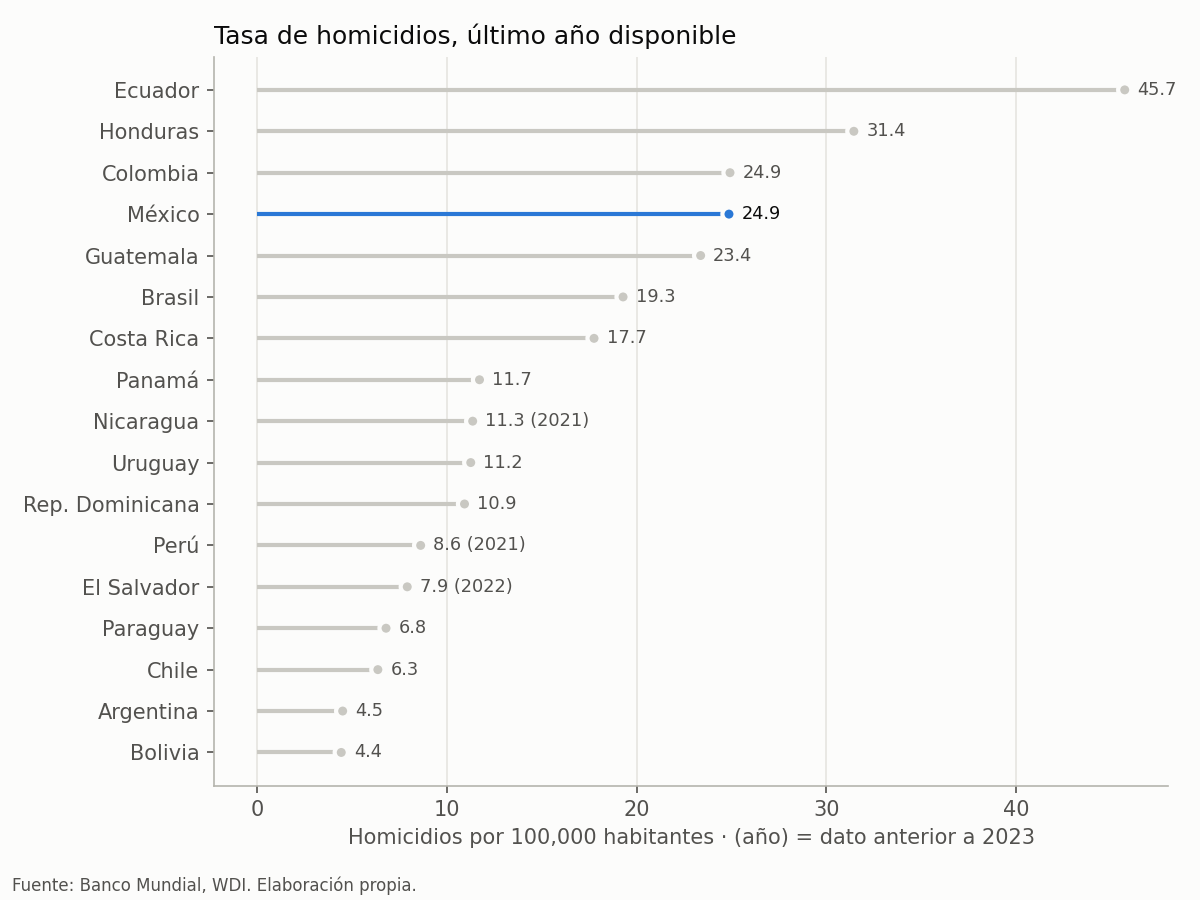 Tasa de homicidios, último año disponible
Ecuador 45.7
Honduras 31.4
Colombia 24.9
México 24.9
Guatemala 23.4
Brasil 19.3
Costa Rica 17.7
Panamá 11.7
Nicaragua 11.3 (2021)
Uruguay 11.2
Rep. Dominicana 10.9
Perú 8.6 (2021)
El Salvador 7.9 (2022)
Paraguay 6.8
Chile 6.3
Argentina 4.5
Bolivia 4.4
0 10 20 30 40
Homicidios por 100,000 habitantes · (año) = dato anterior a 2023
Fuente: Banco Mundial, WDI. Elaboración propia.